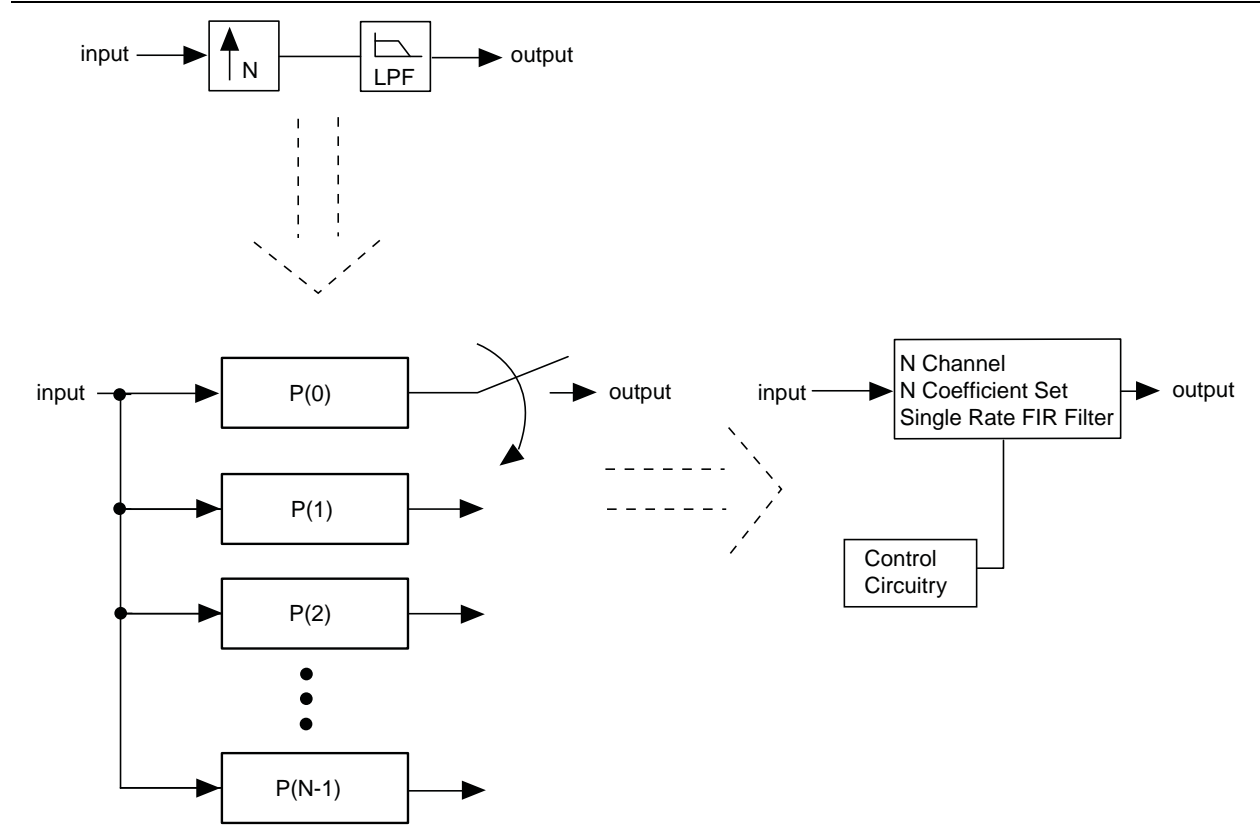 input
N
LPF
output
input
P(0)
output
P(1)
P(2)
P(N-1)
input
N Channel
N Coefficient Set
Single Rate FIR Filter
output
Control
Circuitry